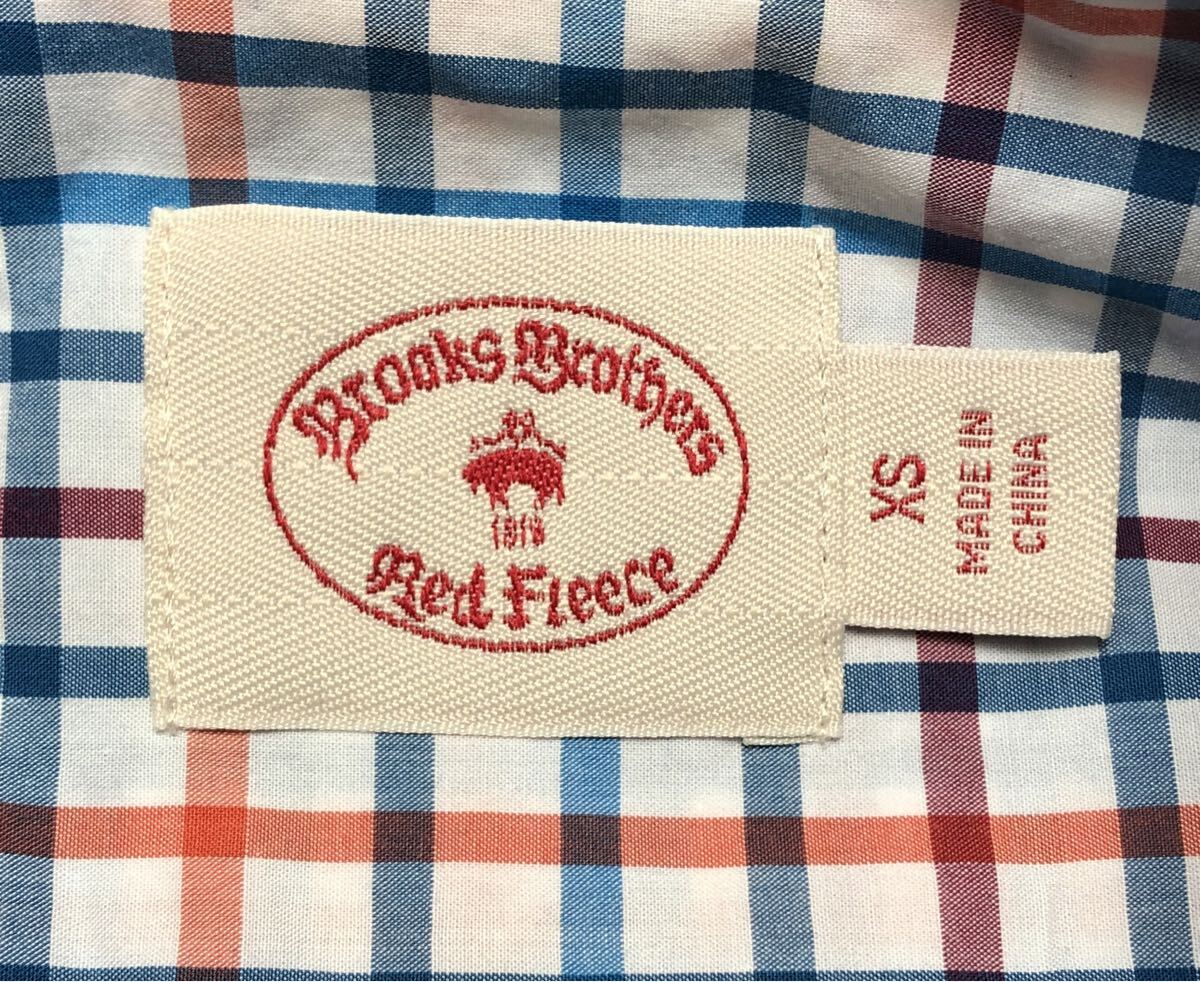 Brooks Brothers
1818
Red Fleece
XS
MADE IN
CHINA